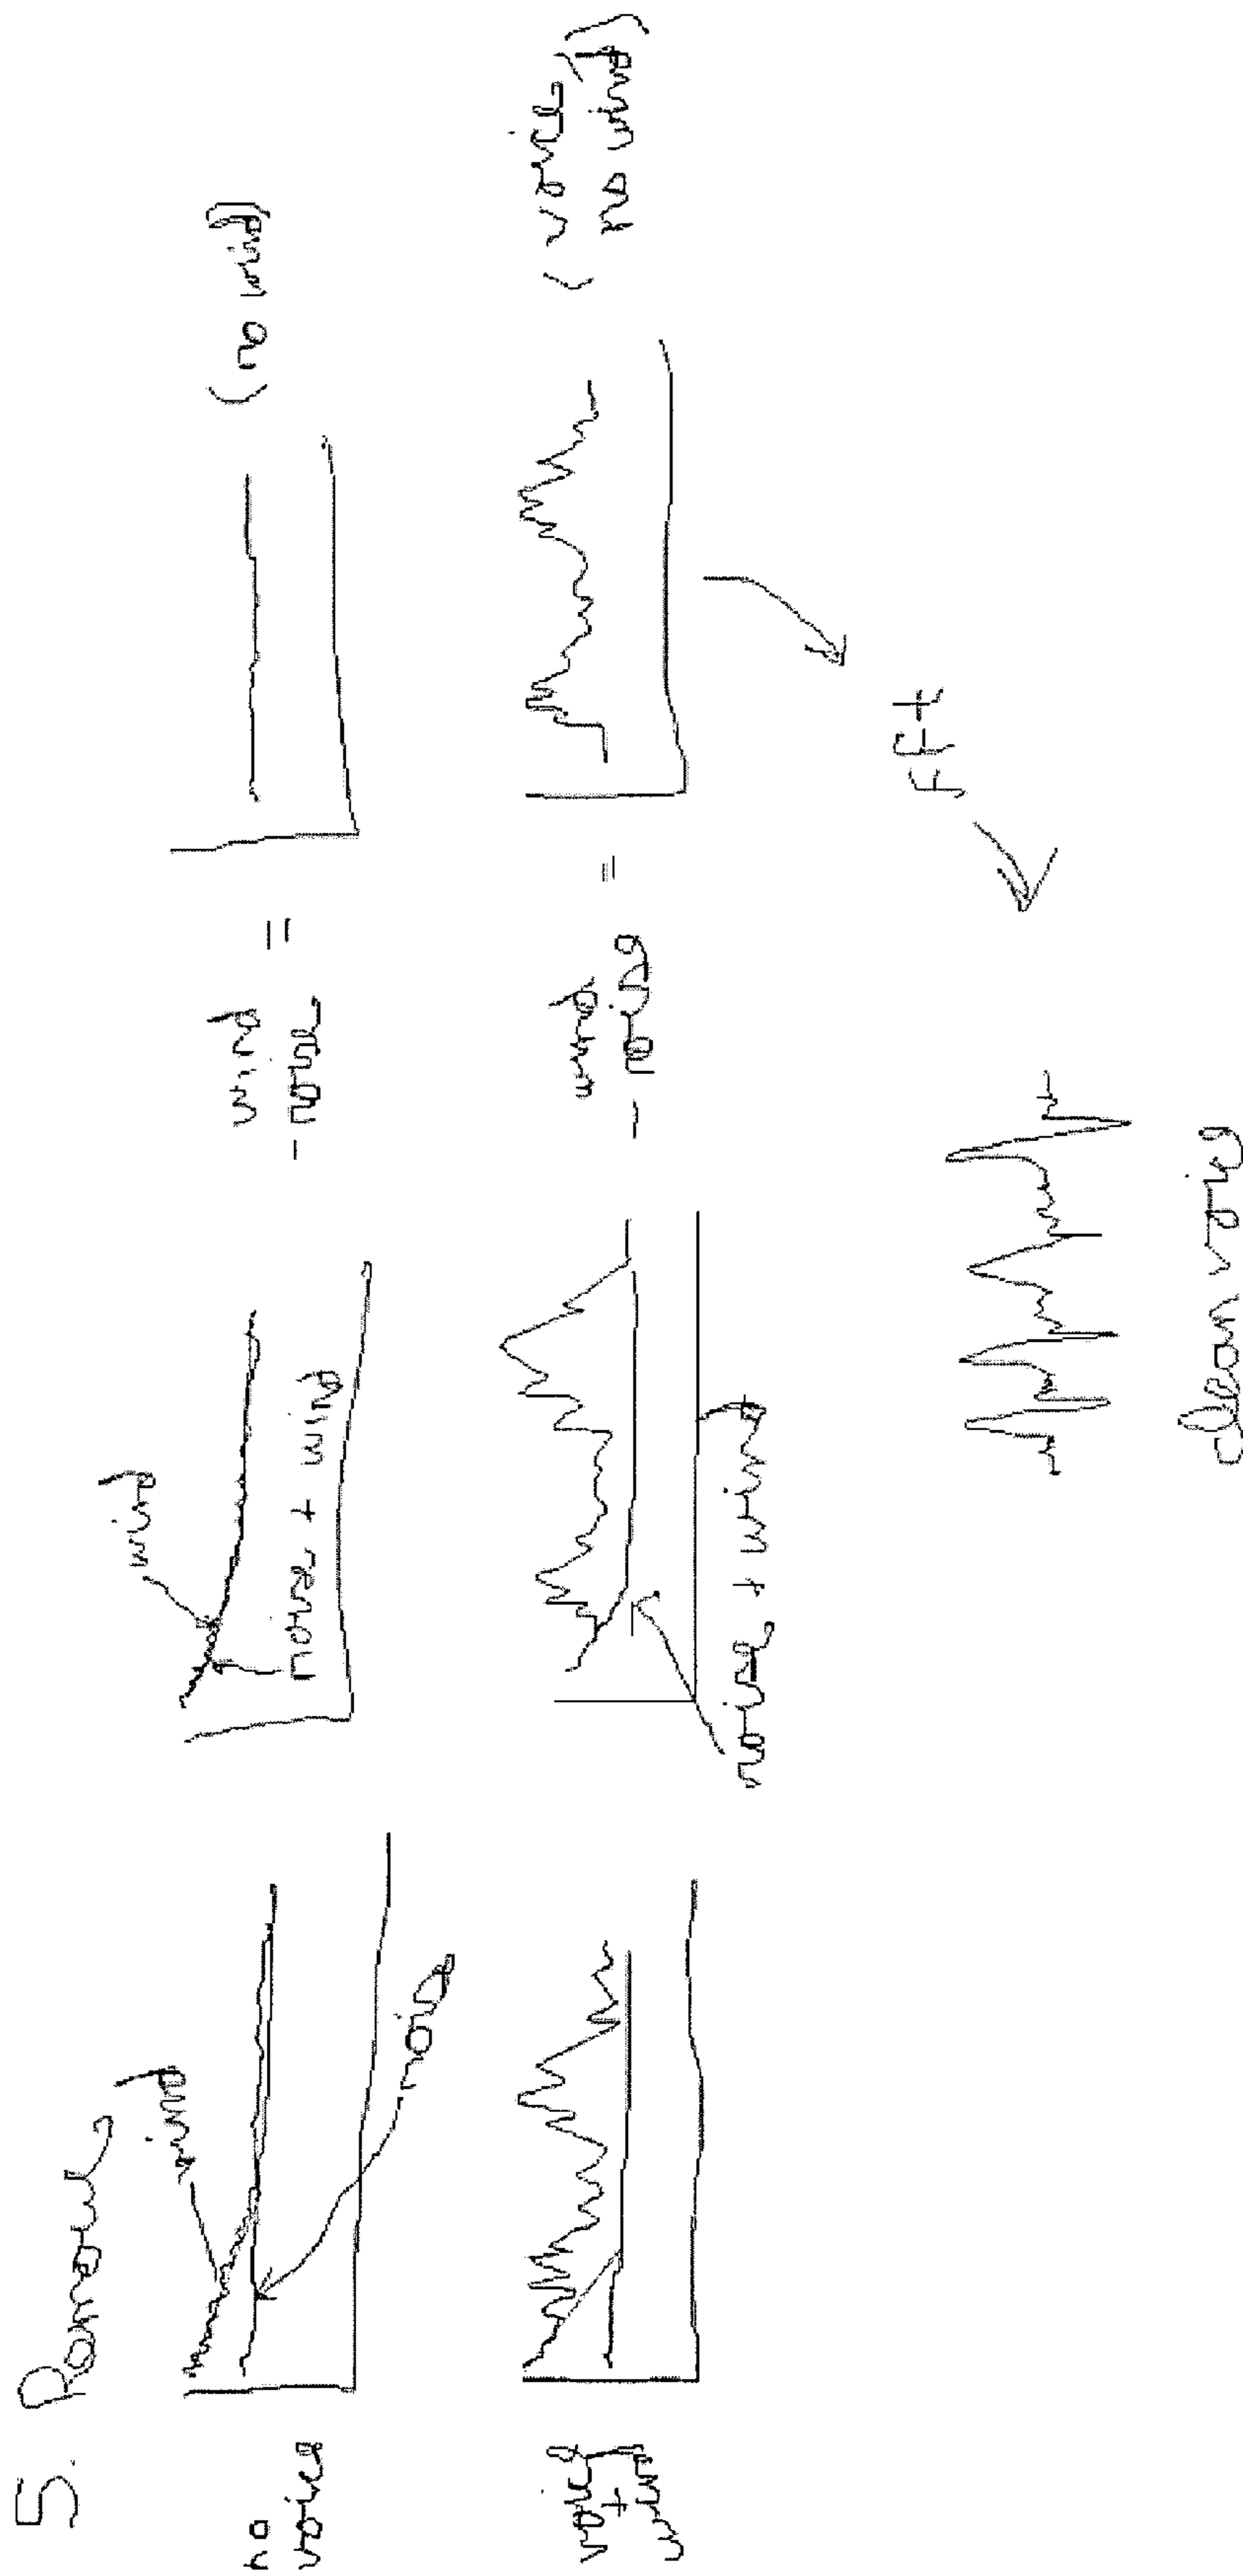 5. Remove
no
voice
wind
noise
wind
noise + wind
wind
- noise
=
(no wind)
voice
+
wind
noise + wind
- wind
noise
=
(voice,
no wind)
FFt
clean voice